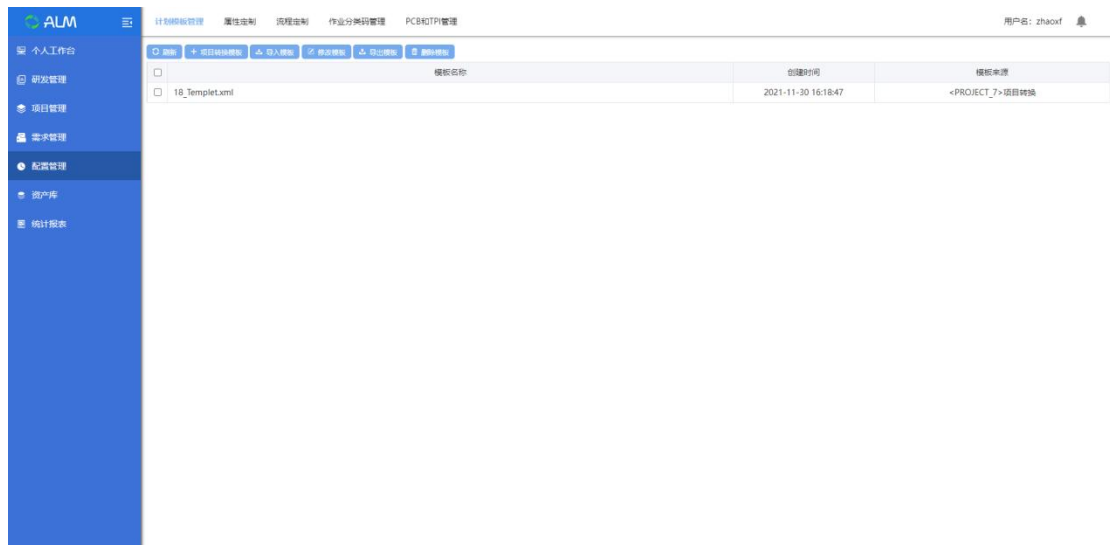 ALM
计划模板管理 属性定制 流程定制 作业分类码管理 PCB和TPI管理 用户名: zhaoxf
个人工作台
研发管理
项目管理
需求管理
配置管理
资产库
统计报表
刷新 项目转换模板 导入模板 修改模板 导出模板 删除模板
模板名称 创建时间 模板来源
18_Templet.xml 2021-11-30 16:18:47 <PROJECT_7>项目转换